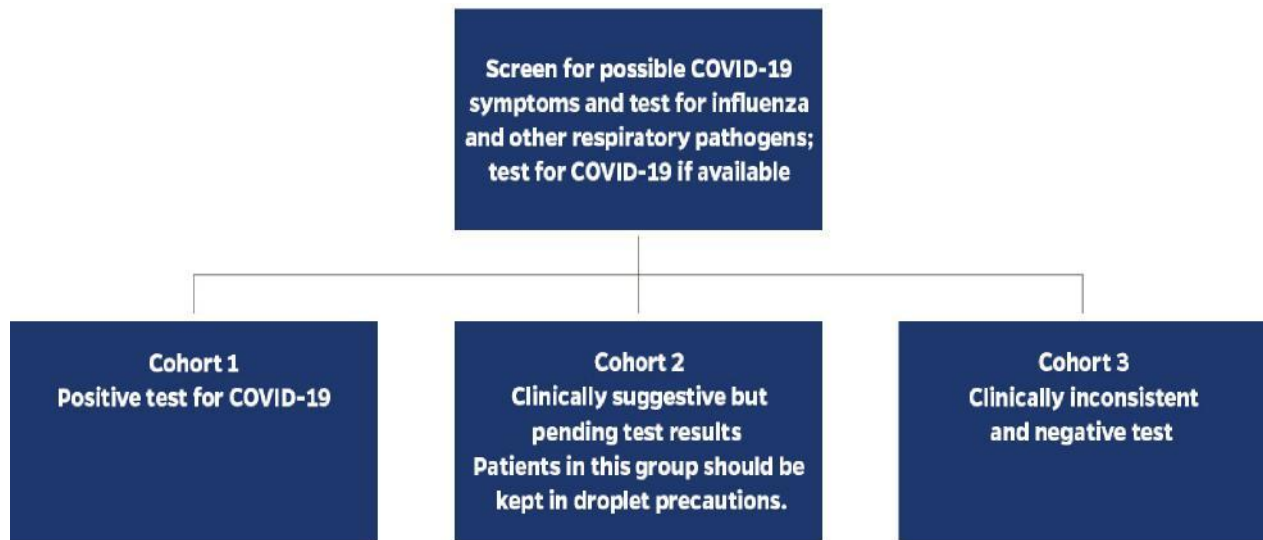 Screen for possible COVID-19
symptoms and test for influenza
and other respiratory pathogens;
test for COVID-19 if available
Cohort 1
Positive test for COVID-19
Cohort 2
Clinically suggestive but
pending test results
Patients in this group should be
kept in droplet precautions.
Cohort 3
Clinically inconsistent
and negative test